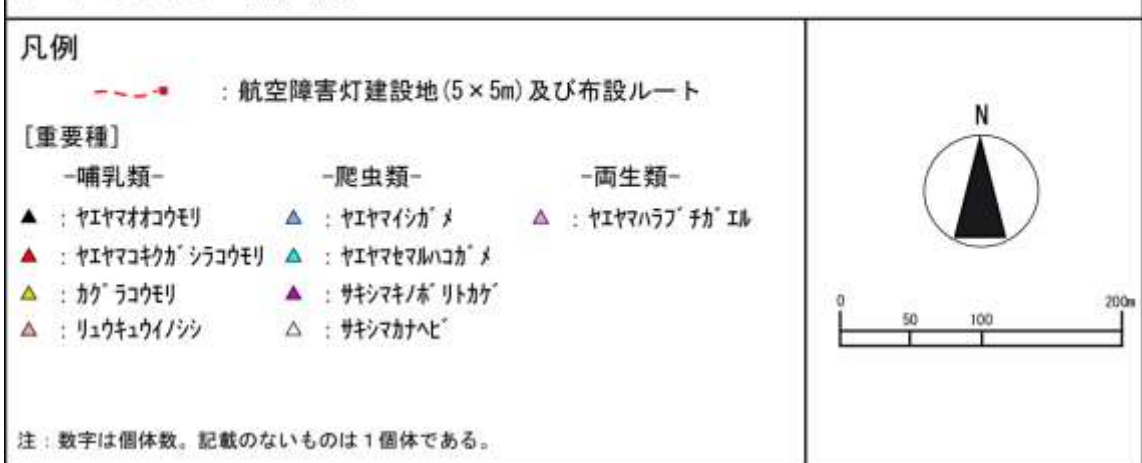 凡例
：航空障害灯建設地(5×5m)及び布設ルート
[重要種]
-哺乳類- -爬虫類- -両生類-
▲：ﾔｴﾔﾏｵｵｺｳﾓﾘ △：ﾔｴﾔﾏｲｼｶﾞﾒ △：ﾔｴﾔﾏﾊﾗﾌﾞﾁｶﾞｴﾙ
▲：ﾔｴﾔﾏｺｷｸｶﾞｼﾗｺｳﾓﾘ △：ﾔｴﾔﾏｾﾏﾙﾊｺｶﾞﾒ
△：ｶｸﾞﾗｺｳﾓﾘ ▲：ｻｷｼﾏｷﾉﾎﾞﾘﾄｶｹﾞ
△：ﾘｭｳｷｭｳｲﾉｼｼ △：ｻｷｼﾏｶﾅﾍﾋﾞ
注：数字は個体数。記載のないものは１個体である。
N
0 50 100 200m